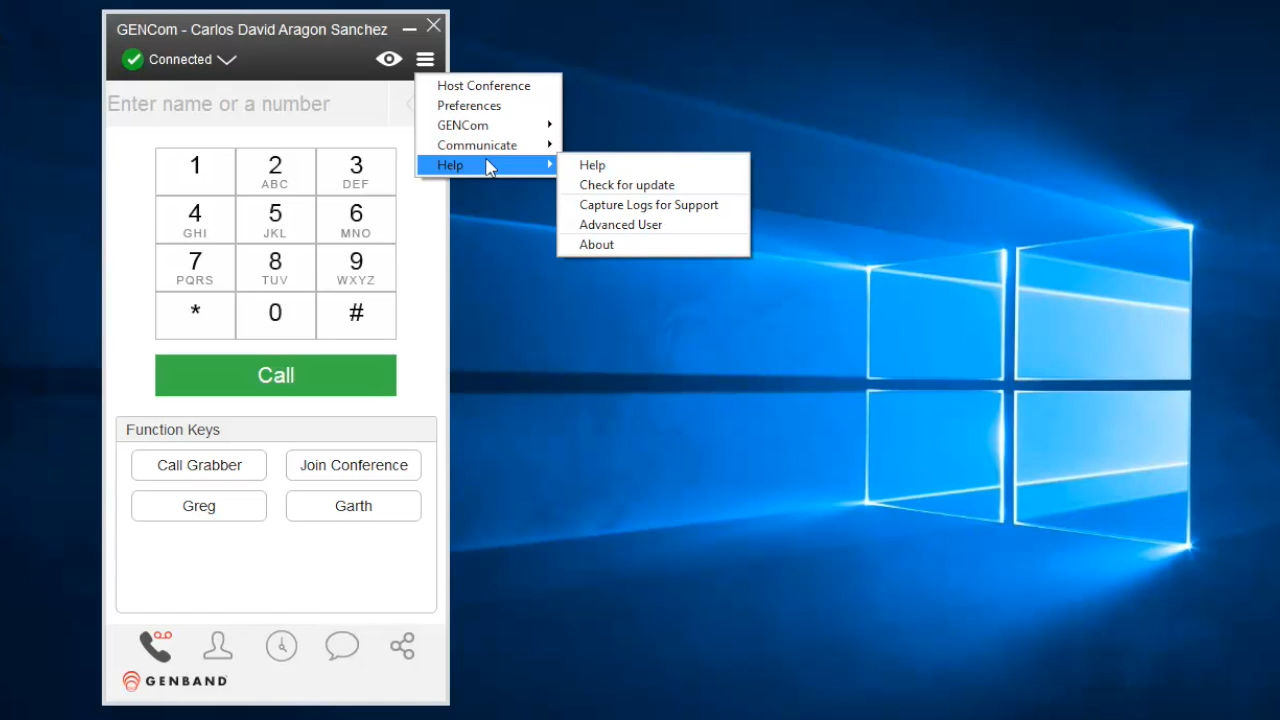 GENCom - Carlos David Aragon Sanchez
Connected
Enter name or a number
Host Conference
Preferences
GENCom
Communicate
Help
Help
Check for update
Capture Logs for Support
Advanced User
About
1 2 3
ABC DEF
4 5 6
GHI JKL MNO
7 8 9
PQRS TUV WXYZ
* 0 #
Call
Function Keys
Call Grabber Join Conference
Greg Garth
GENBAND